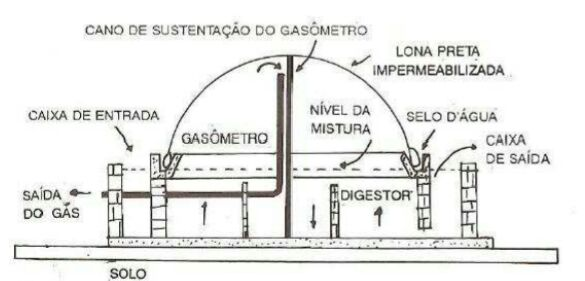 CANO DE SUSTENTAÇÃO DO GASÔMETRO
LONA PRETA
IMPERMEABILIZADA
CAIXA DE ENTRADA
NÍVEL DA
MISTURA
SELO D'ÁGUA
GASÔMETRO
CAIXA
DE SAÍDA
SAÍDA
DO GÁS
DIGESTOR
SOLO